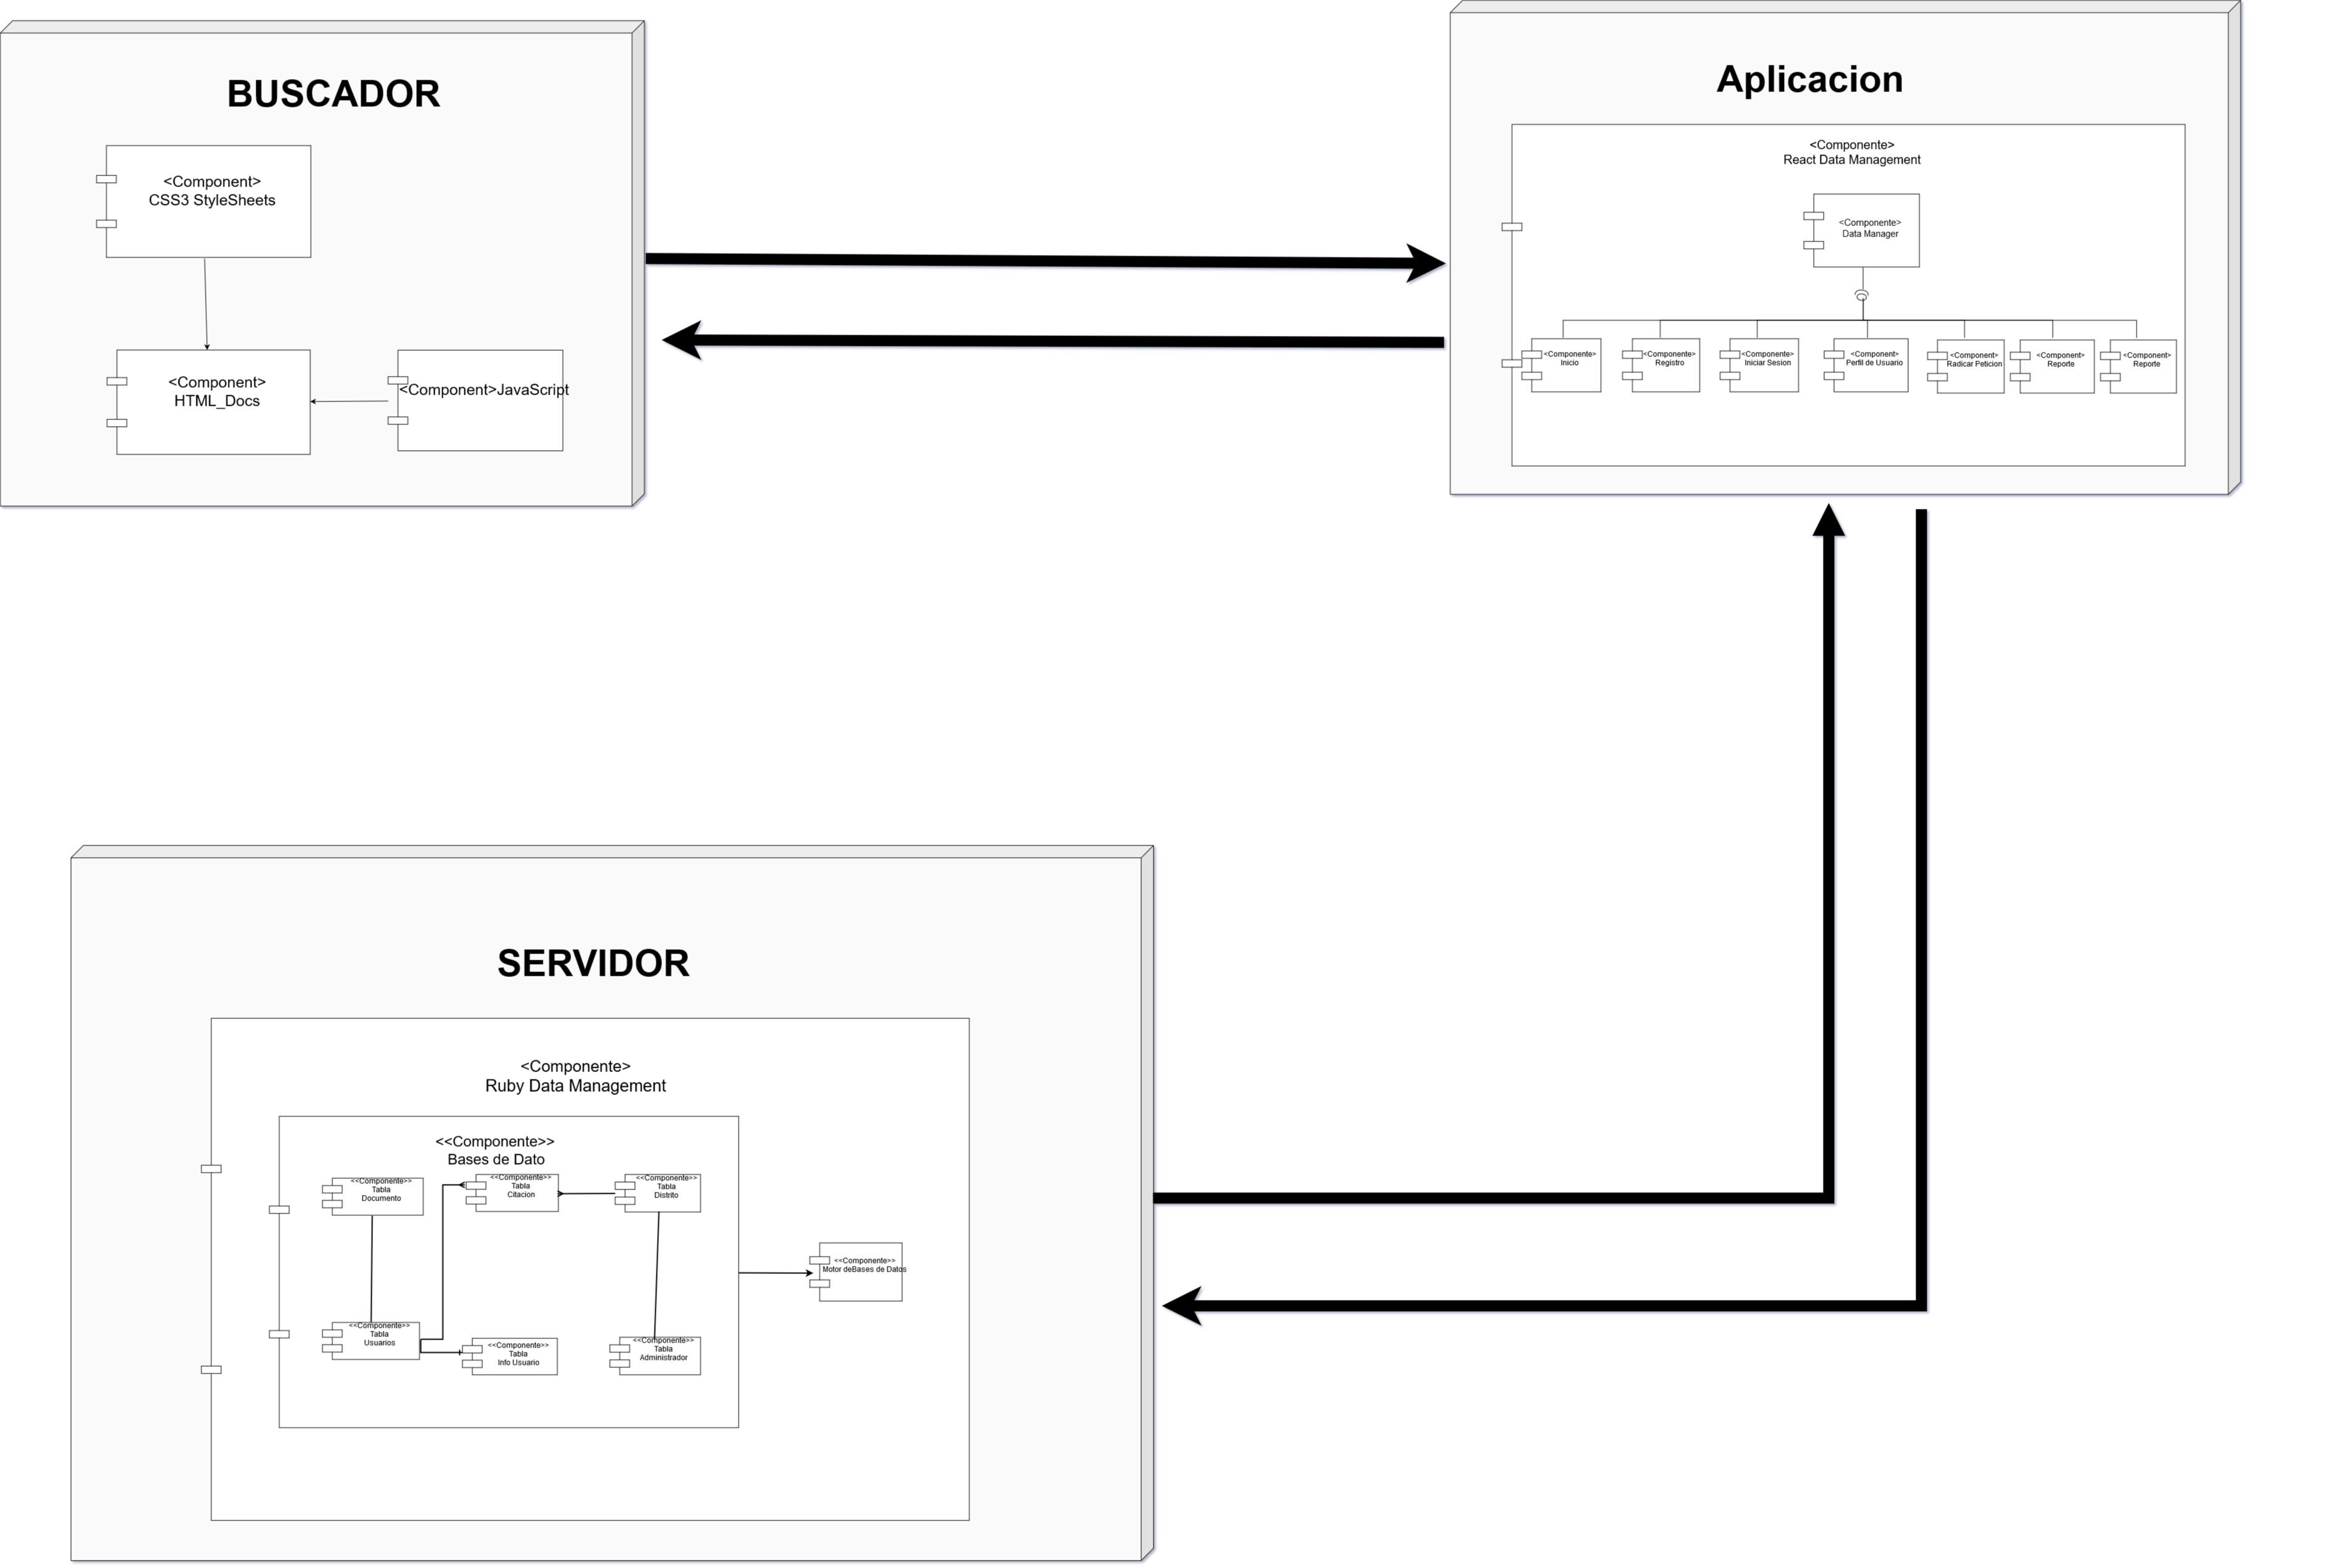 BUSCADOR
<Component>
CSS3 StyleSheets
<Component>
HTML_Docs
<Component>JavaScript
Aplicacion
<Componente>
React Data Management
<Componente>
Data Manager
<Componente>
Inicio
<Componente>
Registro
<Componente>
Iniciar Sesion
<Component>
Perfil de Usuario
<Component>
Radicar Peticion
<Component>
Reporte
<Component>
Reporte
SERVIDOR
<Componente>
Ruby Data Management
<<Componente>>
Bases de Dato
<<Componente>>
Tabla
Documento
<<Componente>>
Tabla
Citacion
<<Componente>>
Tabla
Distrito
<<Componente>>
Motor deBases de Datos
<<Componente>>
Tabla
Usuarios
<<Componente>>
Tabla
Info Usuario
<<Componente>>
Tabla
Administrador